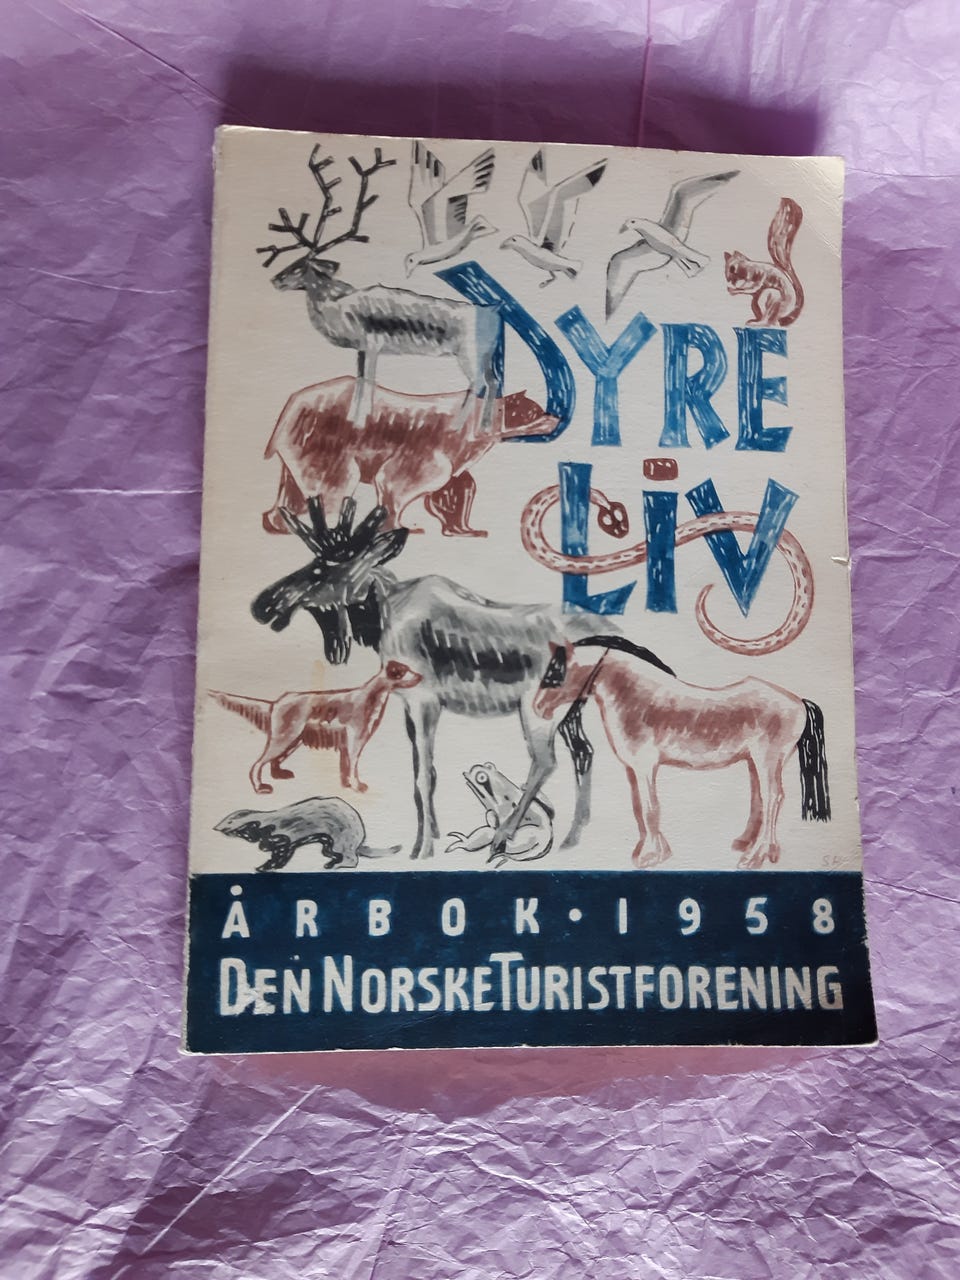 DYRE
LiV
ÅRBOK · 1958
DEN NORSKE TURISTFORENING